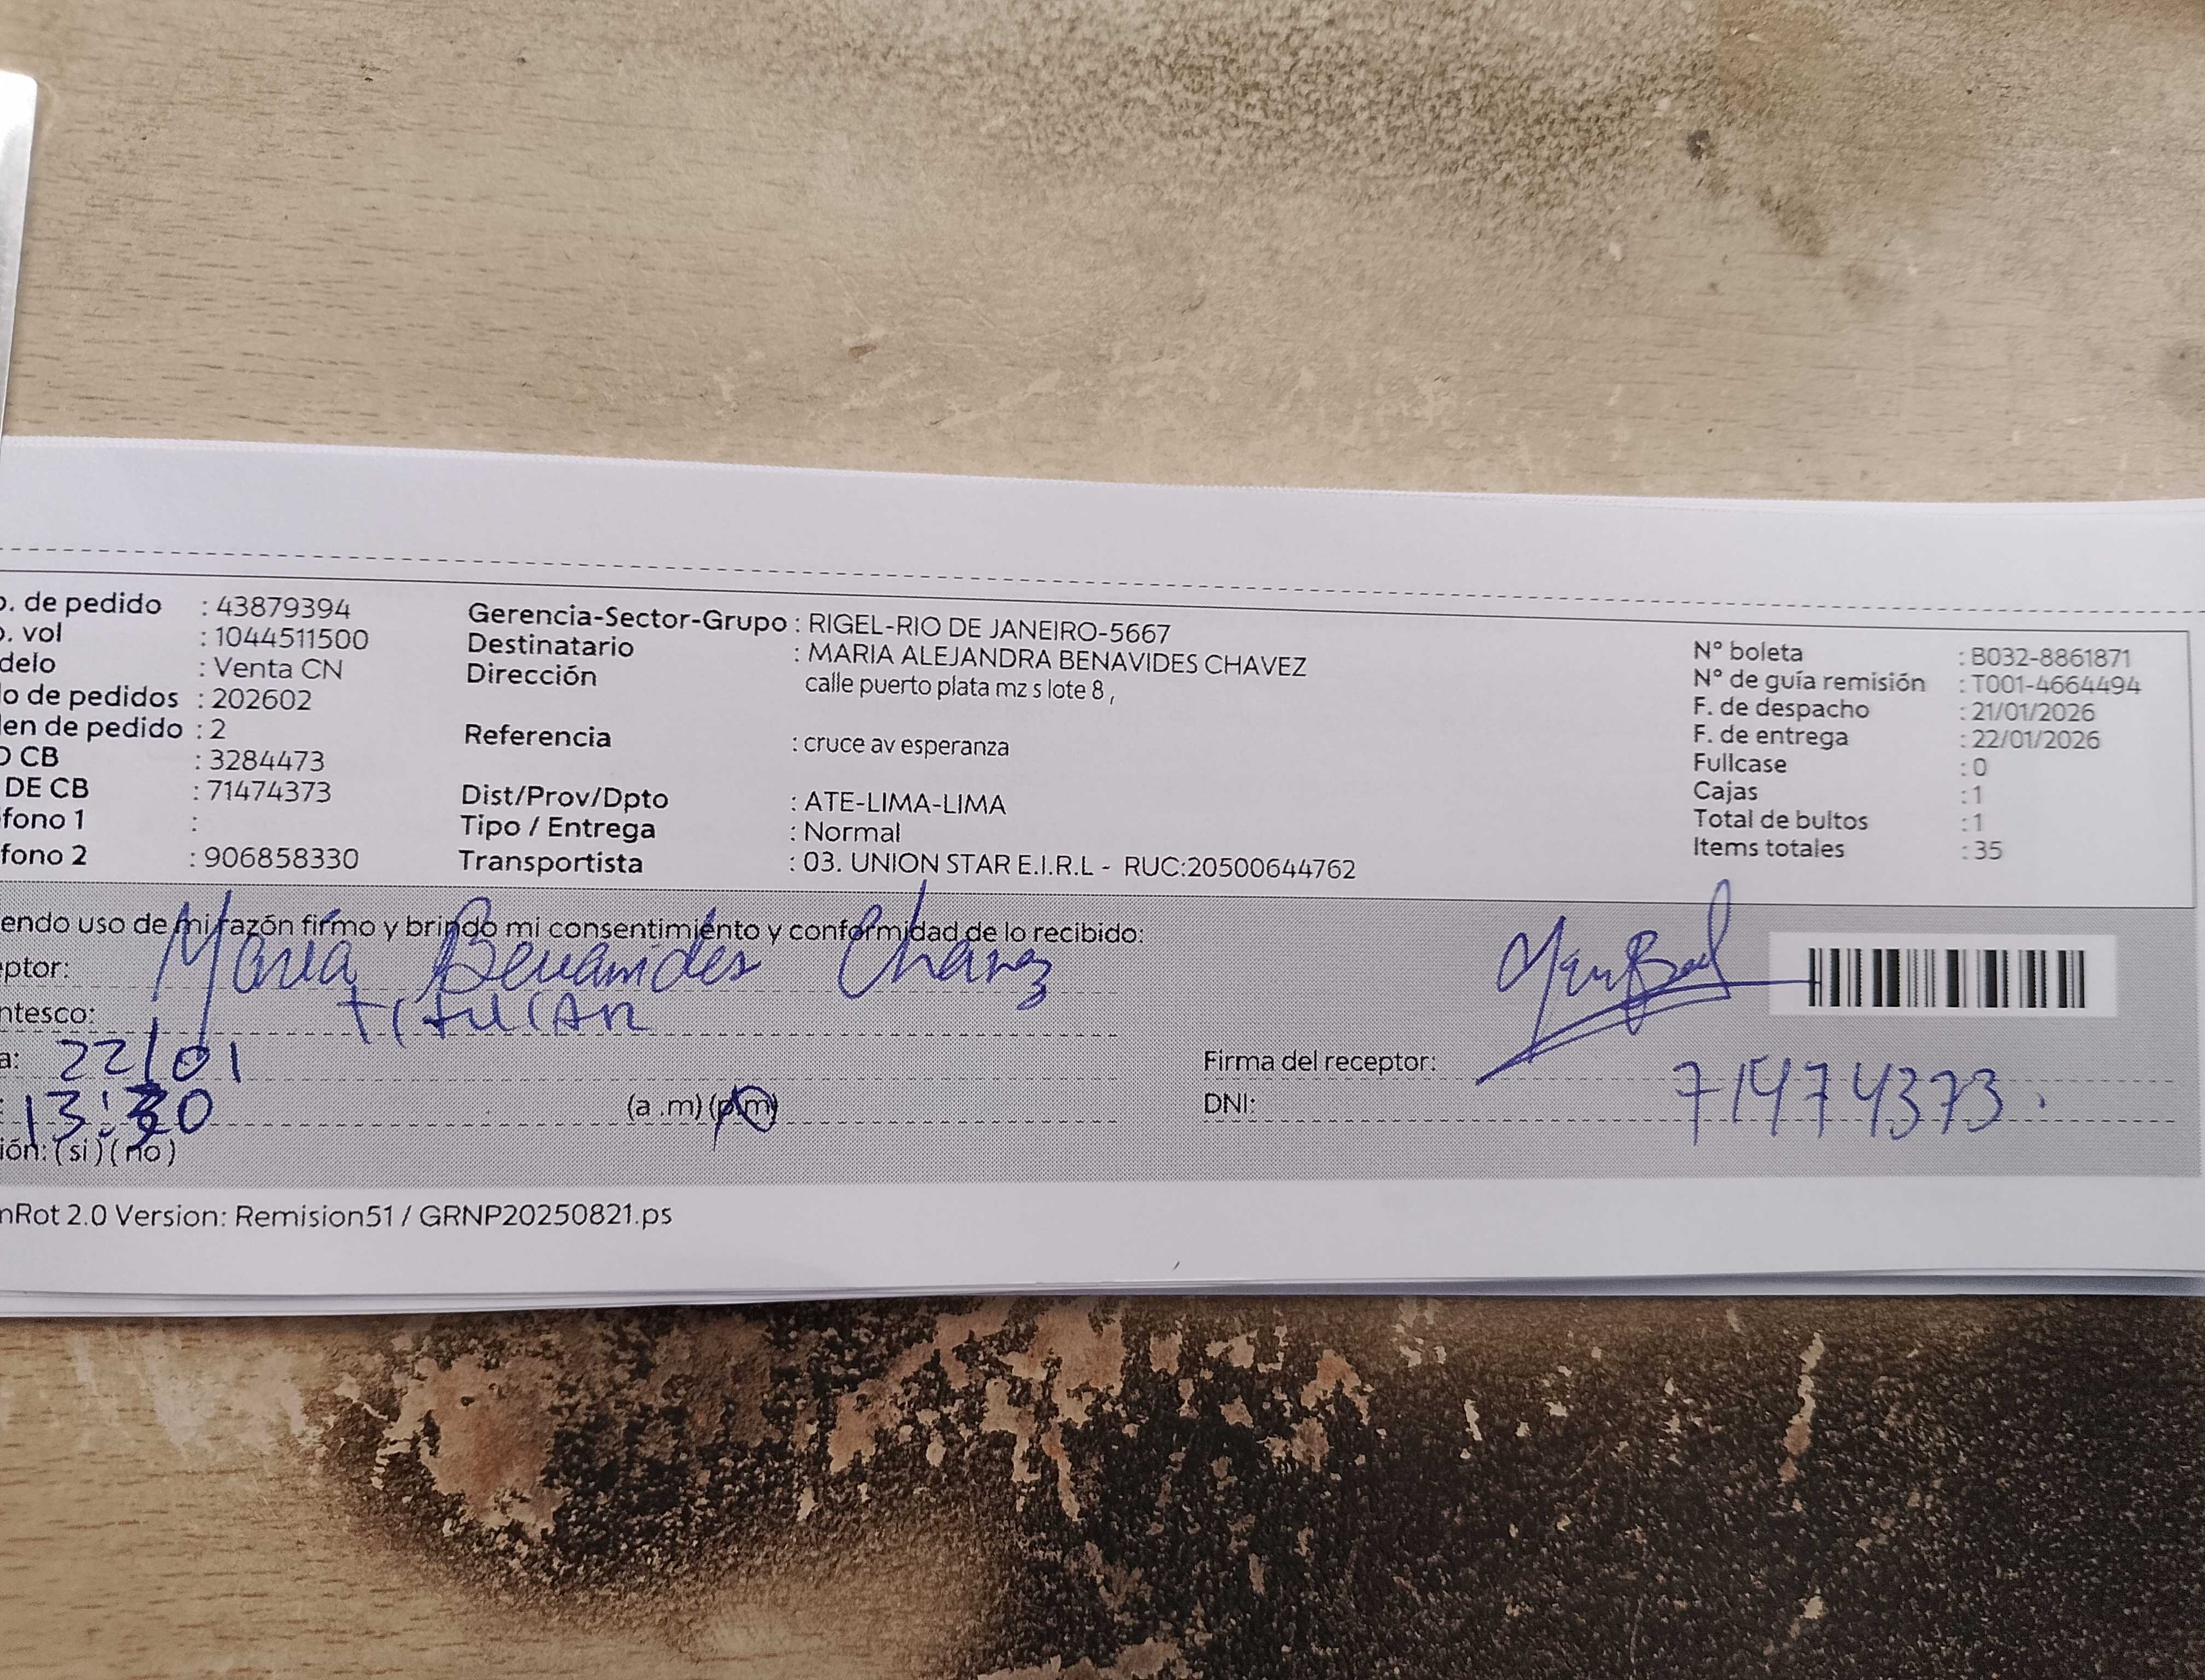 o. de pedido : 43879394
o. vol : 1044511500
delo : Venta CN
lo de pedidos : 202602
en de pedido : 2
O CB : 3284473
DE CB : 71474373
fono 1 :
fono 2 : 906858330
Gerencia-Sector-Grupo : RIGEL-RIO DE JANEIRO-5667
Destinatario : MARIA ALEJANDRA BENAVIDES CHAVEZ
Dirección calle puerto plata mz s lote 8 ,
Referencia : cruce av esperanza
Dist/Prov/Dpto : ATE-LIMA-LIMA
Tipo / Entrega : Normal
Transportista : 03. UNION STAR E.I.R.L - RUC:20500644762
N° boleta : B032-8861871
N° de guía remisión : T001-4664494
F. de despacho : 21/01/2026
F. de entrega : 22/01/2026
Fullcase : 0
Cajas : 1
Total de bultos : 1
Items totales : 35
endo uso de mi razón firmo y brindo mi consentimiento y conformidad de lo recibido:
ptor: Maria Benavides Chavez
ntesco: titular
a: 22/01
: 13:30 (a .m) (p.m)
ión: (si) (no)
Firma del receptor:
DNI: 71474373.
nRot 2.0 Version: Remision51 / GRNP20250821.ps